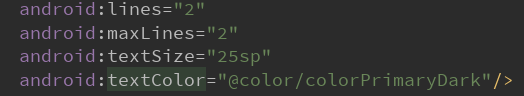 android:lines="2"
android:maxLines="2"
android:textSize="25sp"
android:textColor="@color/colorPrimaryDark"/>